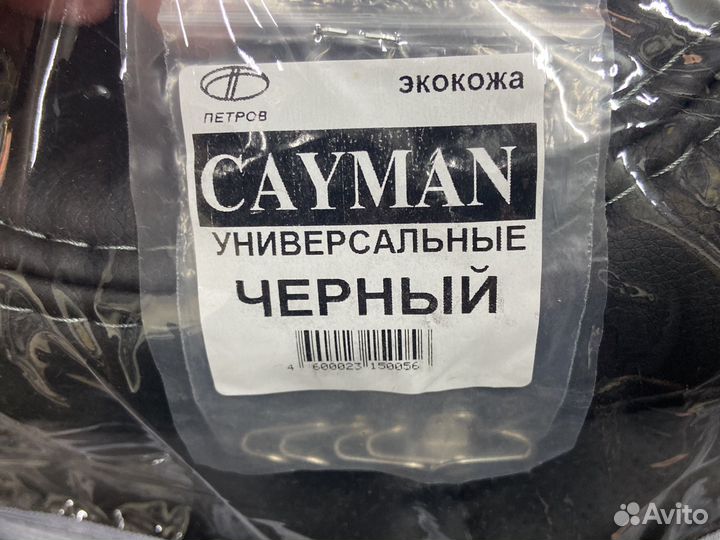 экокожа
ПЕТРОВ
CAYMAN
УНИВЕРСАЛЬНЫЕ
ЧЕРНЫЙ
4 600023 150056
Avito